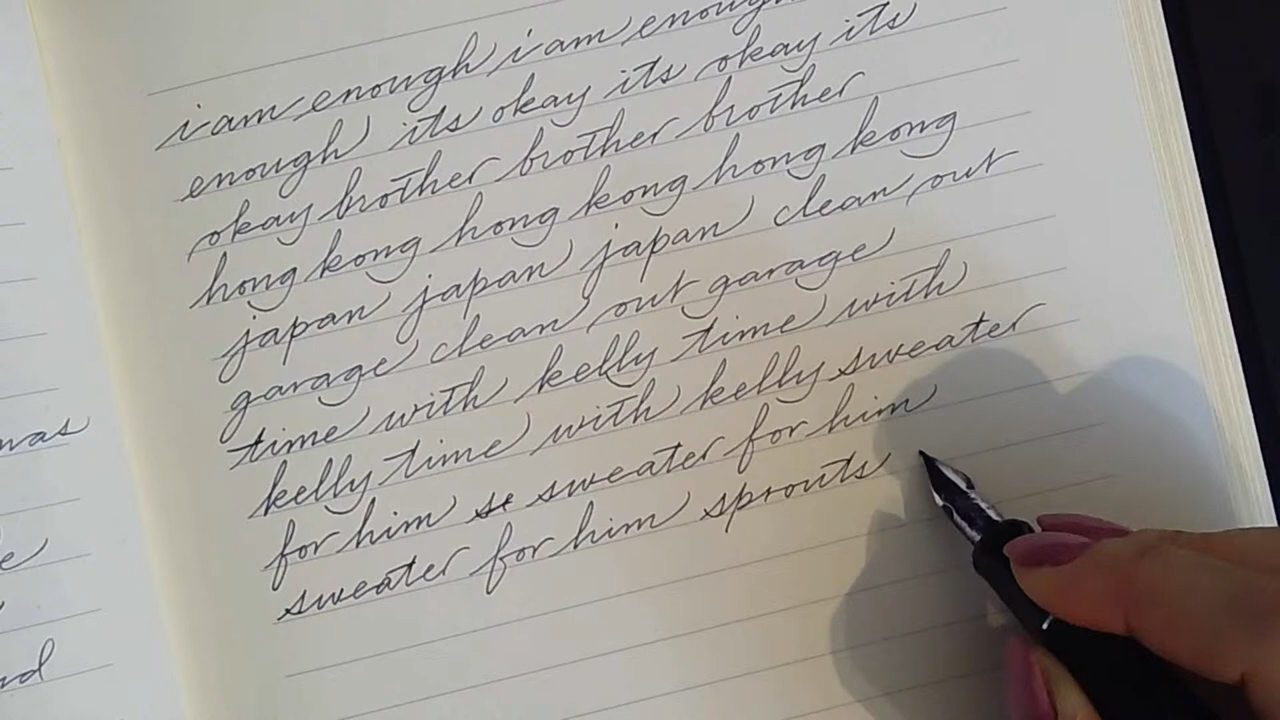 i am enough i am enough
enough its okay its okay its
okay brother brother brother
hong kong hong kong hong kong
japan japan japan clean out
garage clean out garage
time with kelly time with
kelly time with kelly sweater
for him st sweater for him
sweater for him sprouts